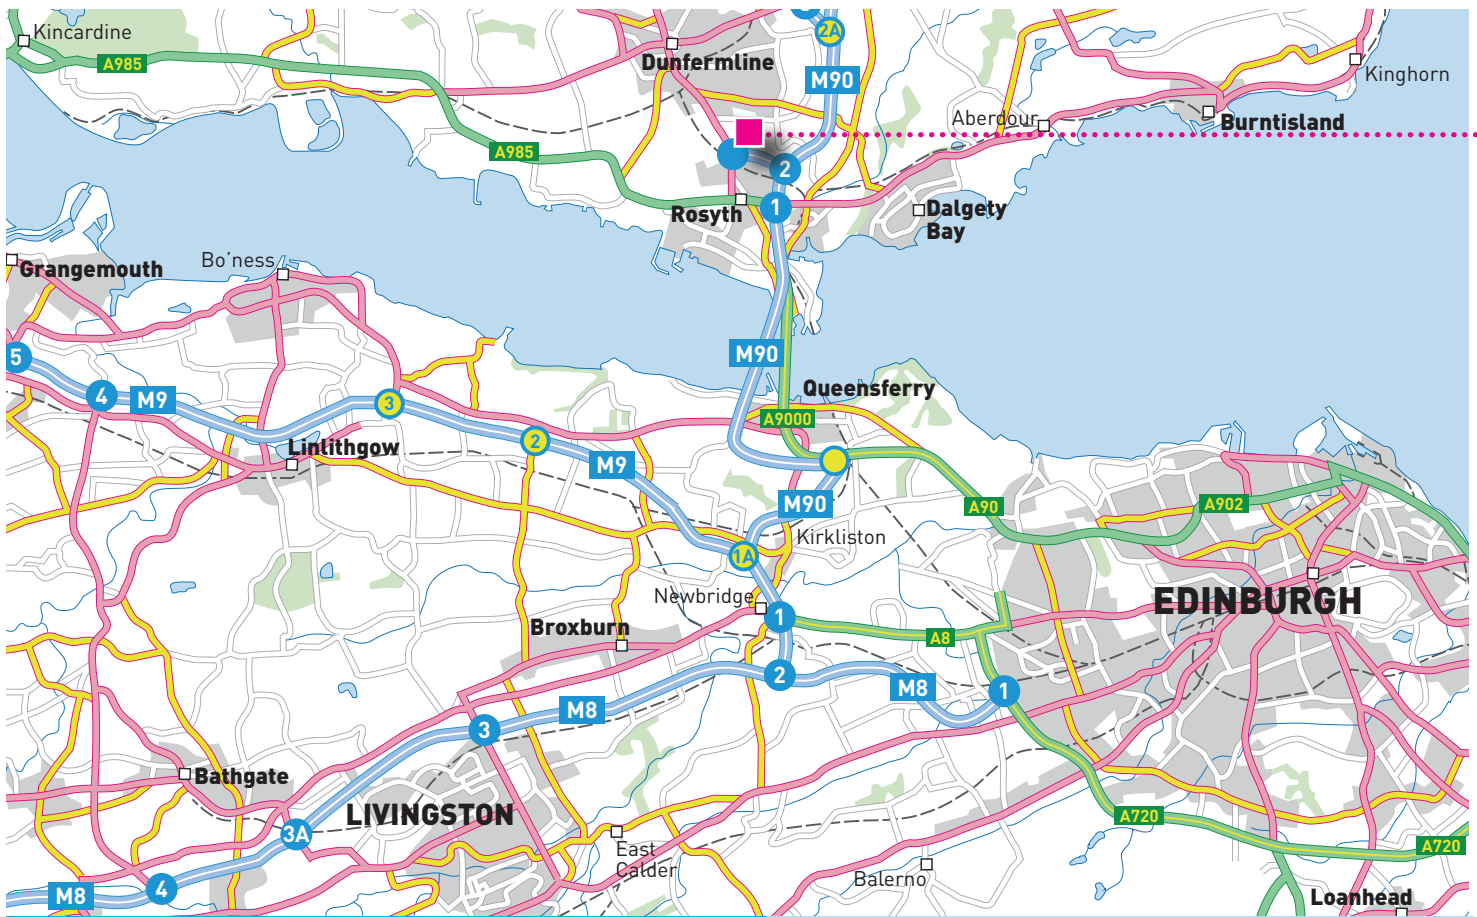 2A
Kincardine
A985
Dunfermline
M90
Kinghorn
Aberdour
Burntisland
A985
2
1
Rosyth
Dalgety
Bay
Grangemouth
Bo'ness
5
4
M9
3
M90
Queensferry
A9000
2
Linlithgow
M9
M90
A90
A902
1A
Kirkliston
Newbridge
1
Broxburn
A8
EDINBURGH
2
M8
1
3
M8
Bathgate
LIVINGSTON
3A
A720
A720
East
Calder
Balerno
M8
4
Loanhead